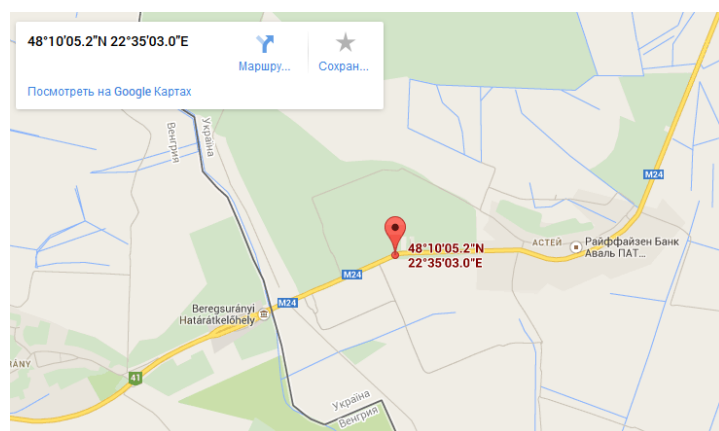 48°10'05.2"N 22°35'03.0"E
Маршру...
Сохран...
Посмотреть на Google Картах
Венгрия
Україна
M24
АСТЕЙ
Райффайзен Банк
Аваль ПАТ...
48°10'05.2"N
22°35'03.0"E
M24
M24
Beregsurányi
Határátkelőhely
ÁNY
41
Україна
Венгрия